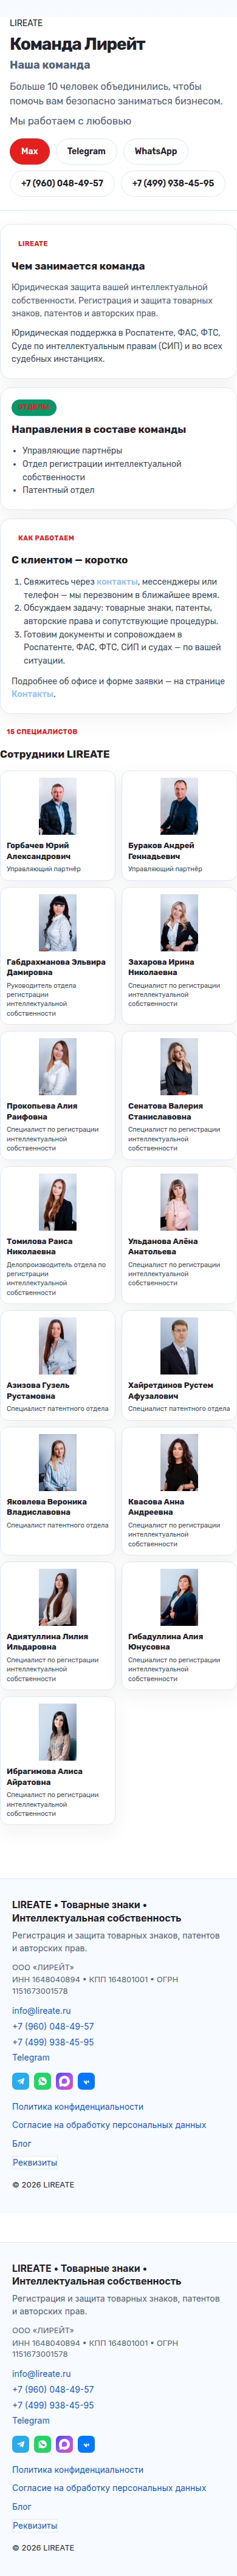 LIREATE
Команда Лирейт
Наша команда
Больше 10 человек объединились, чтобы
помочь вам безопасно заниматься бизнесом.
Мы работаем с любовью
Max
Telegram
WhatsApp
+7 (960) 048-49-57
+7 (499) 938-45-95
LIREATE
Чем занимается команда
Юридическая защита вашей интеллектуальной
собственности. Регистрация и защита товарных
знаков, патентов и авторских прав.
Юридическая поддержка в Роспатенте, ФАС, ФТС,
Суде по интеллектуальным правам (СИП) и во всех
судебных инстанциях.
ОТДЕЛЫ
Направления в составе команды
• Управляющие партнёры
• Отдел регистрации интеллектуальной
собственности
• Патентный отдел
КАК РАБОТАЕМ
С клиентом — коротко
1. Свяжитесь через контакты, мессенджеры или
телефон — мы перезвоним в ближайшее время.
2. Обсуждаем задачу: товарные знаки, патенты,
авторские права и сопутствующие процедуры.
3. Готовим документы и сопровождаем в
Роспатенте, ФАС, ФТС, СИП и судах — по вашей
ситуации.
Подробнее об офисе и форме заявки — на странице
Контакты.
15 СПЕЦИАЛИСТОВ
Сотрудники LIREATE
Горбачев Юрий
Александрович
Управляющий партнёр
Бураков Андрей
Геннадьевич
Управляющий партнёр
Габдрахманова Эльвира
Дамировна
Руководитель отдела
регистрации
интеллектуальной
собственности
Захарова Ирина
Николаевна
Специалист по регистрации
интеллектуальной
собственности
Прокопьева Алия
Раифовна
Специалист по регистрации
интеллектуальной
собственности
Сенатова Валерия
Станиславовна
Специалист по регистрации
интеллектуальной
собственности
Томилова Раиса
Николаевна
Делопроизводитель отдела по
регистрации
интеллектуальной
собственности
Ульданова Алёна
Анатольева
Специалист по регистрации
интеллектуальной
собственности
Азизова Гузель
Рустамовна
Специалист патентного отдела
Хайретдинов Рустем
Афузалович
Специалист патентного отдела
Яковлева Вероника
Владиславовна
Специалист патентного отдела
Квасова Анна
Андреевна
Специалист по регистрации
интеллектуальной
собственности
Адиятуллина Лилия
Ильдаровна
Специалист по регистрации
интеллектуальной
собственности
Гибадуллина Алия
Юнусовна
Специалист по регистрации
интеллектуальной
собственности
Ибрагимова Алиса
Айратовна
Специалист по регистрации
интеллектуальной
собственности
LIREATE • Товарные знаки •
Интеллектуальная собственность
Регистрация и защита товарных знаков, патентов
и авторских прав.
ООО «ЛИРЕЙТ»
ИНН 1648040894 • КПП 164801001 • ОГРН
1151673001578
info@lireate.ru
+7 (960) 048-49-57
+7 (499) 938-45-95
Telegram
Политика конфиденциальности
Согласие на обработку персональных данных
Блог
Реквизиты
© 2026 LIREATE
LIREATE • Товарные знаки •
Интеллектуальная собственность
Регистрация и защита товарных знаков, патентов
и авторских прав.
ООО «ЛИРЕЙТ»
ИНН 1648040894 • КПП 164801001 • ОГРН
1151673001578
info@lireate.ru
+7 (960) 048-49-57
+7 (499) 938-45-95
Telegram
Политика конфиденциальности
Согласие на обработку персональных данных
Блог
Реквизиты
© 2026 LIREATE